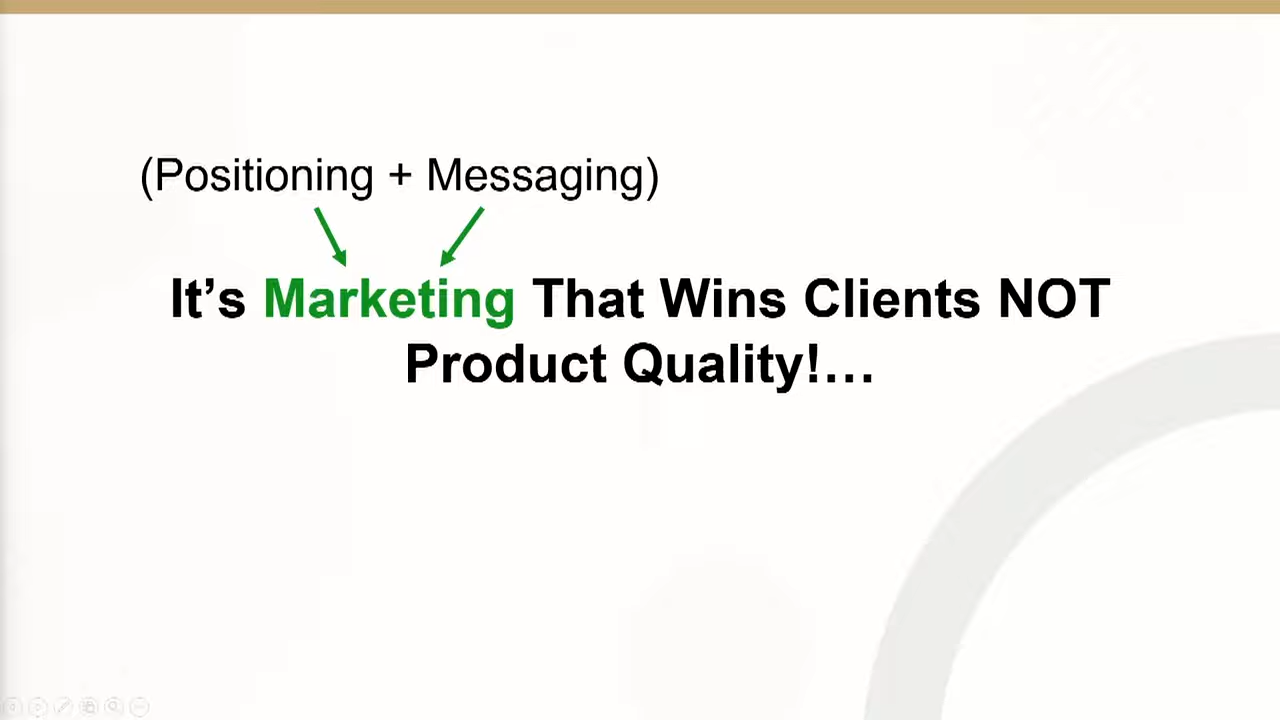 (Positioning + Messaging)
It’s Marketing That Wins Clients NOT
Product Quality!…